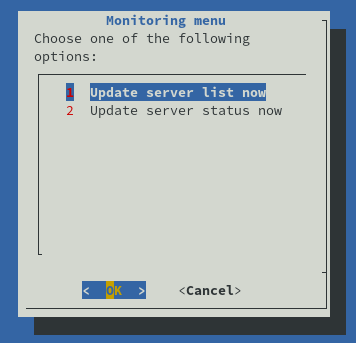 Monitoring menu
Choose one of the following
options:
1 Update server list now
2 Update server status now
< OK > <Cancel>